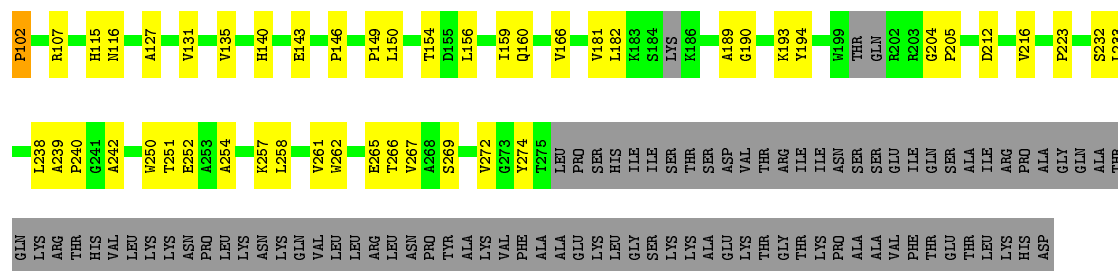 P102 R107 H115 N116 A127 V131 V135 H140 E143 P146 P149 L150 T154 D155 L156 I159 Q160 V166 V181 L182 K183 S184 LYS K186 A189 G190 K193 Y194 W199 THR GLN R202 R203 G204 P205 D212 V216 P223 S232 L233
L238 A239 P240 G241 A242 W250 T251 E252 A253 A254 K257 L258 V261 W262 E265 T266 V267 A268 S269 V272 G273 Y274 T275 LEU PRO SER HIS ILE ILE SER THR SER ASP VAL THR ARG ILE ILE ASN SER SER GLU ILE GLN SER ALA ILE ARG PRO ALA GLY GLN ALA THR
GLN LYS ARG THR HIS VAL LEU LYS LYS ASN PRO LEU LYS ASN LYS GLN VAL LEU LEU ARG LEU ASN PRO TYR ALA LYS VAL PHE ALA ALA GLU LYS LEU GLY SER LYS LYS ALA GLU LYS THR GLY THR LYS PRO ALA ALA VAL PHE THR GLU THR LEU LYS HIS ASP